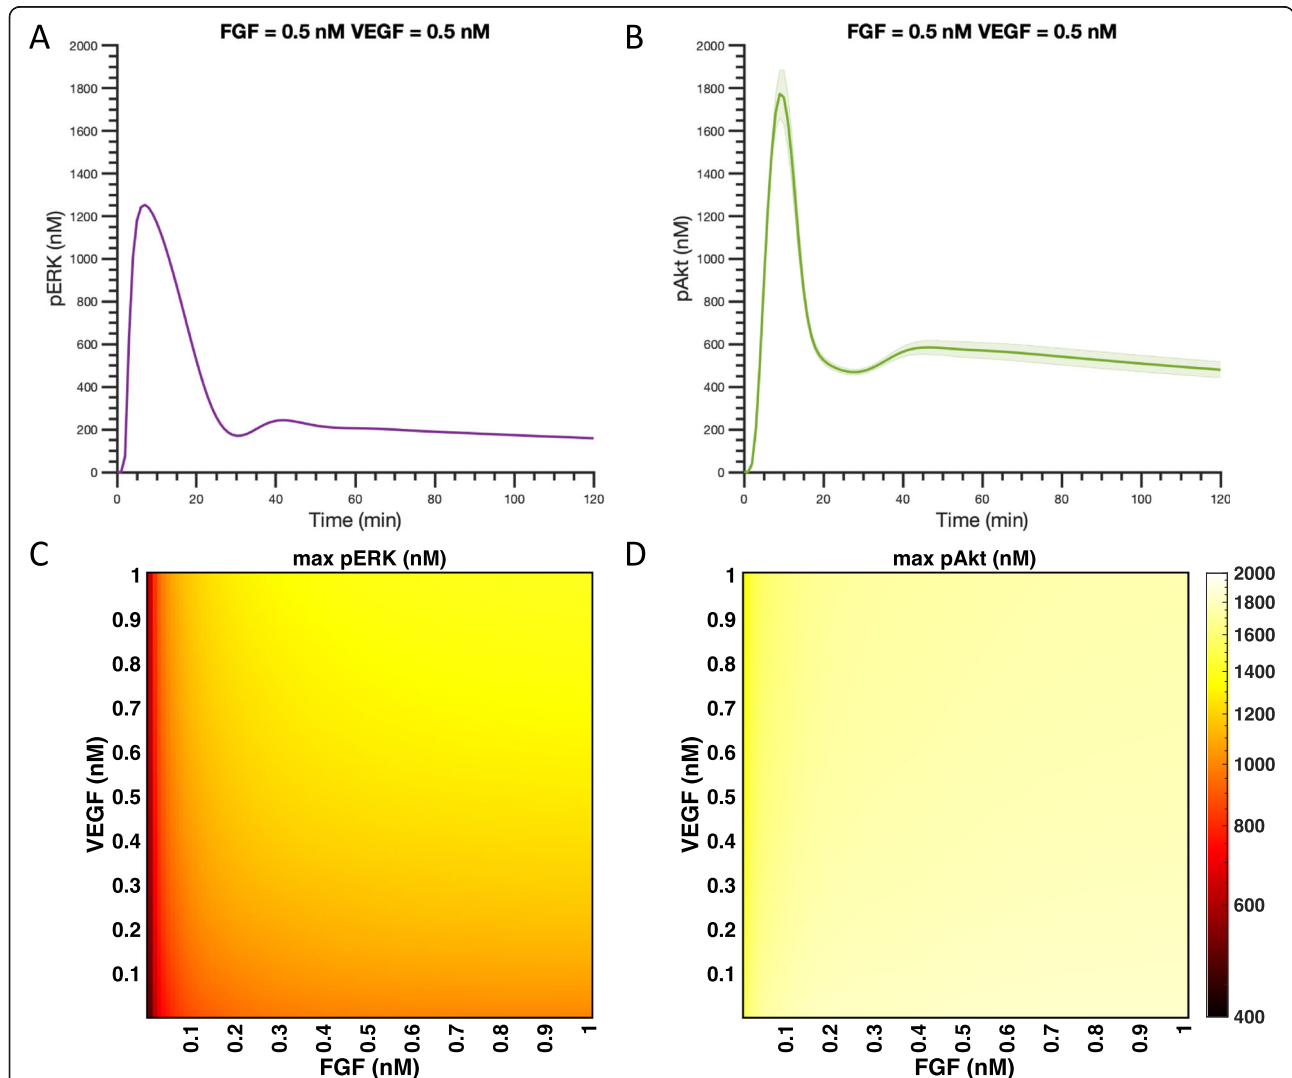 A
FGF = 0.5 nM VEGF = 0.5 nM
2000
1800
1600
1400
1200
1000
800
600
400
200
0
pERK (nM)
0 20 40 60 80 100 120
Time (min)
B
FGF = 0.5 nM VEGF = 0.5 nM
2000
1800
1600
1400
1200
1000
800
600
400
200
0
pAkt (nM)
0 20 40 60 80 100 120
Time (min)
C
max pERK (nM)
1
0.9
0.8
0.7
0.6
0.5
0.4
0.3
0.2
0.1
VEGF (nM)
0.1 0.2 0.3 0.4 0.5 0.6 0.7 0.8 0.9 1
FGF (nM)
D
max pAkt (nM)
1
0.9
0.8
0.7
0.6
0.5
0.4
0.3
0.2
0.1
VEGF (nM)
0.1 0.2 0.3 0.4 0.5 0.6 0.7 0.8 0.9 1
FGF (nM)
2000
1800
1600
1400
1200
1000
800
600
400